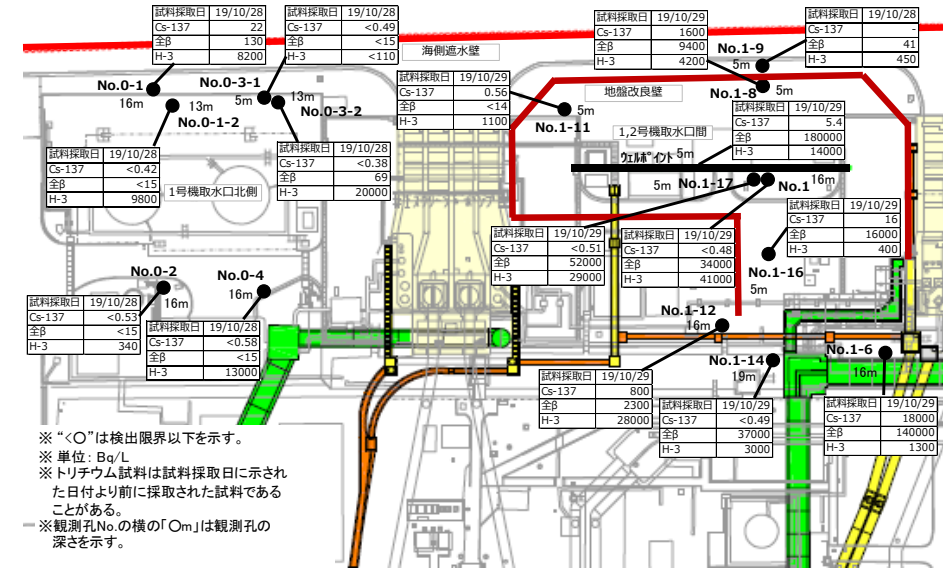 試料採取日 19/10/28
Cs-137 22
全β 130
H-3 8200
試料採取日 19/10/28
Cs-137 <0.49
全β <15
H-3 <110
海側遮水壁
試料採取日 19/10/29
Cs-137 1600
全β 9400
H-3 4200
試料採取日 19/10/28
Cs-137 -
全β 41
H-3 450
No.1-9
5m
No.0-1
16m
No.0-3-1
5m
13m
No.0-1-2
13m
No.0-3-2
試料採取日 19/10/29
Cs-137 0.56
全β <14
H-3 1100
5m
No.1-11
地盤改良壁
No.1-8
5m
試料採取日 19/10/29
Cs-137 5.4
全β 180000
H-3 14000
1,2号機取水口間
ウェルポイント 5m
試料採取日 19/10/28
Cs-137 <0.42
全β <15
H-3 9800
1号機取水口北側
試料採取日 19/10/28
Cs-137 <0.38
全β 69
H-3 20000
5m
No.1-17
No.1
16m
試料採取日 19/10/29
Cs-137 16
全β 16000
H-3 400
試料採取日 19/10/29
Cs-137 <0.51
全β 52000
H-3 29000
試料採取日 19/10/29
Cs-137 <0.48
全β 34000
H-3 41000
No.1-16
5m
No.0-2
16m
No.0-4
16m
試料採取日 19/10/28
Cs-137 <0.53
全β <15
H-3 340
試料採取日 19/10/28
Cs-137 <0.58
全β <15
H-3 13000
No.1-12
16m
No.1-14
19m
No.1-6
16m
試料採取日 19/10/29
Cs-137 800
全β 2300
H-3 28000
試料採取日 19/10/29
Cs-137 <0.49
全β 37000
H-3 3000
試料採取日 19/10/29
Cs-137 18000
全β 140000
H-3 1300
※ “<○”は検出限界以下を示す。
※ 単位: Bq/L
※トリチウム試料は試料採取日に示され
た日付より前に採取された試料である
ことがある。
※観測孔No.の横の「○m」は観測孔の
深さを示す。